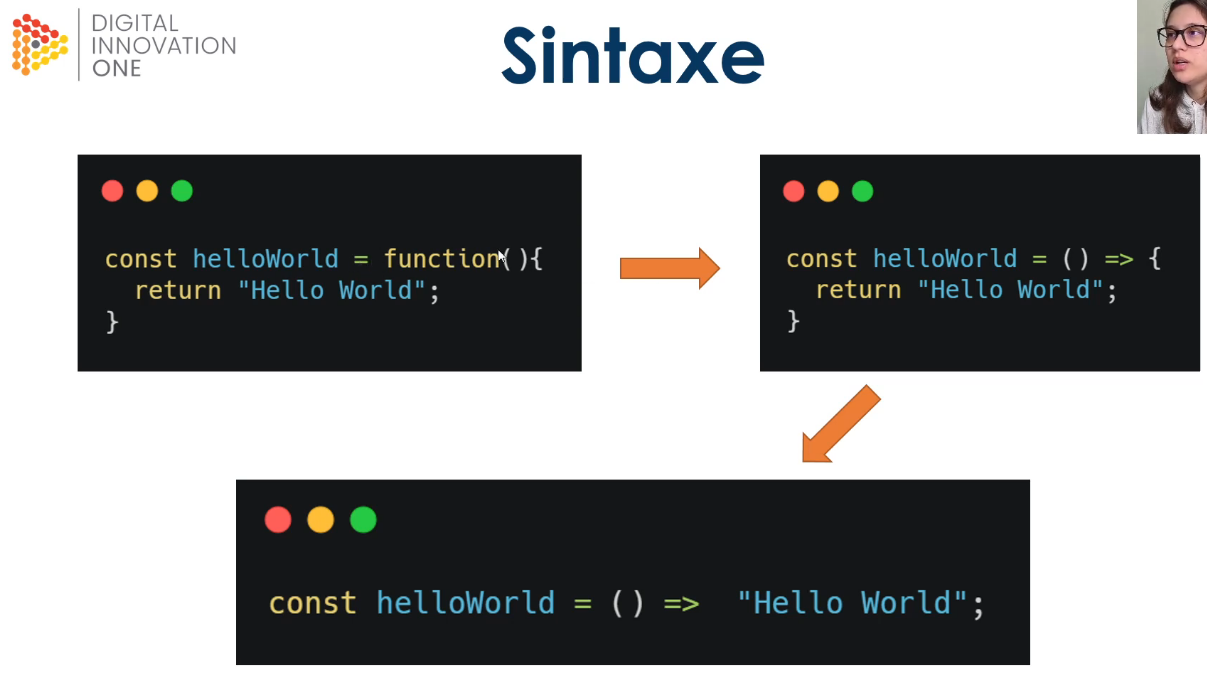 DIGITAL
INNOVATION
ONE
Sintaxe
const helloWorld = function(){
return "Hello World";
}
const helloWorld = () => {
return "Hello World";
}
const helloWorld = () => "Hello World";